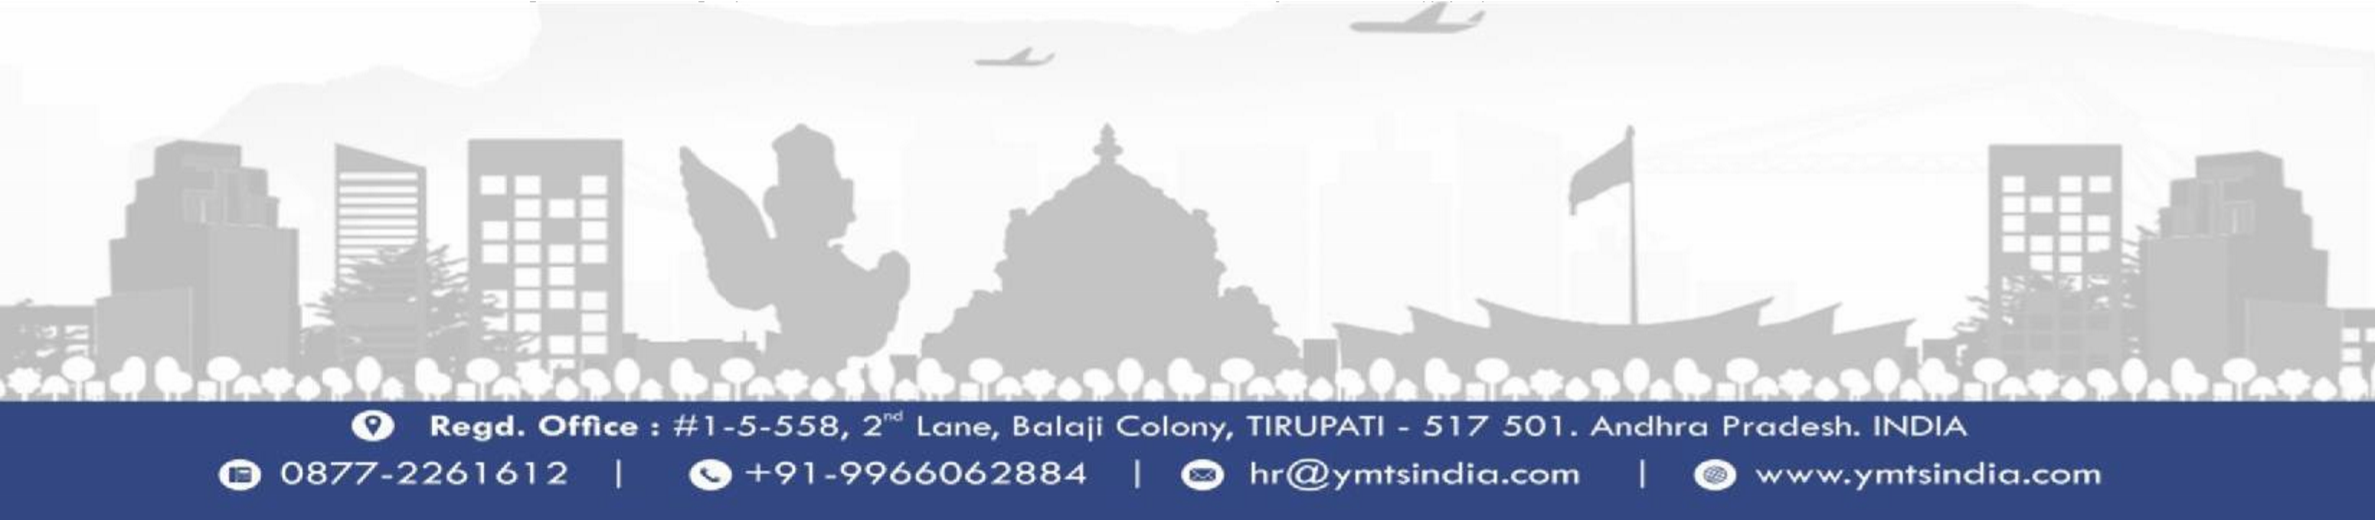 Regd. Office : #1-5-558, 2nd Lane, Balaji Colony, TIRUPATI - 517 501. Andhra Pradesh. INDIA
0877-2261612 | +91-9966062884 | hr@ymtsindia.com | www.ymtsindia.com